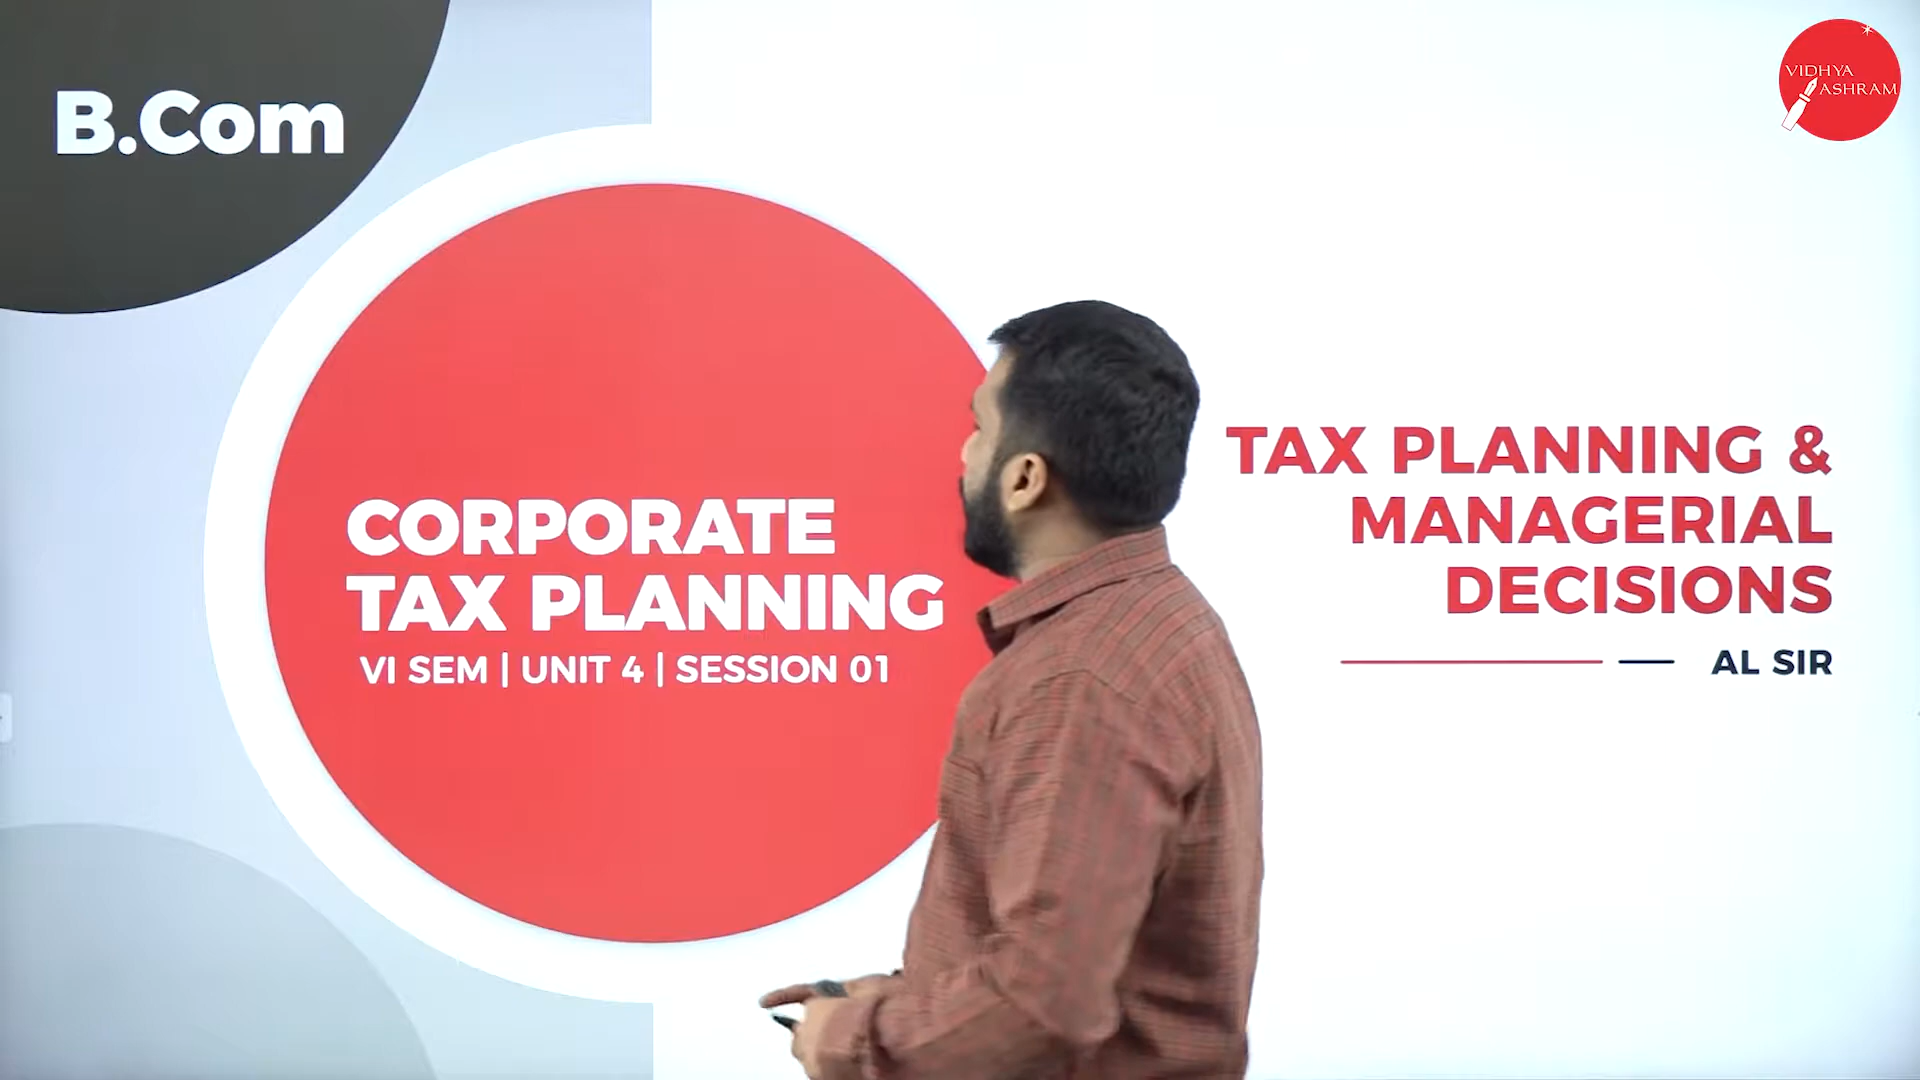 B.Com
VIDHYA
ASHRAM
CORPORATE
TAX PLANNING
VI SEM | UNIT 4 | SESSION 01
TAX PLANNING &
MANAGERIAL
DECISIONS
AL SIR